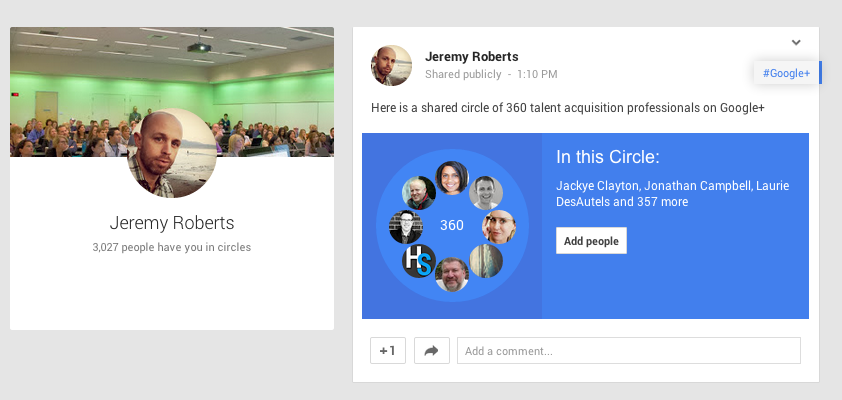 Jeremy Roberts
3,027 people have you in circles
Jeremy Roberts
Shared publicly - 1:10 PM
#Google+
Here is a shared circle of 360 talent acquisition professionals on Google+
360
HS
In this Circle:
Jackye Clayton, Jonathan Campbell, Laurie
DesAutels and 357 more
Add people
+1
Add a comment...